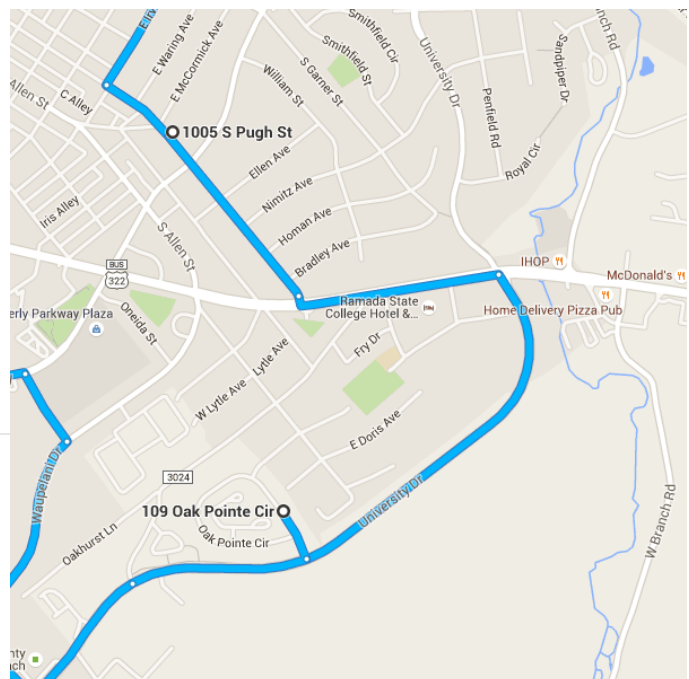 E Irv
E Waring Ave
E McCormick Ave
Smithfield Cir
Smithfield St
University Dr
Sandpiper Dr
Branch Rd
Allen St
C Alley
William St
S Garner St
Penfield Rd
1005 S Pugh St
Ellen Ave
Royal Cir
Nimitz Ave
Iris Alley
Homan Ave
S Allen St
Bradley Ave
BUS
322
IHOP
McDonald's
Oneida St
erly Parkway Plaza
Ramada State
College Hotel &...
Home Delivery Pizza Pub
Fry Dr
Lytle Ave
W Lytle Ave
E Doris Ave
Waupelani Dr
3024
University Dr
109 Oak Pointe Cir
Oak Pointe Cir
Oakhurst Ln
W Branch Rd
nty
nch